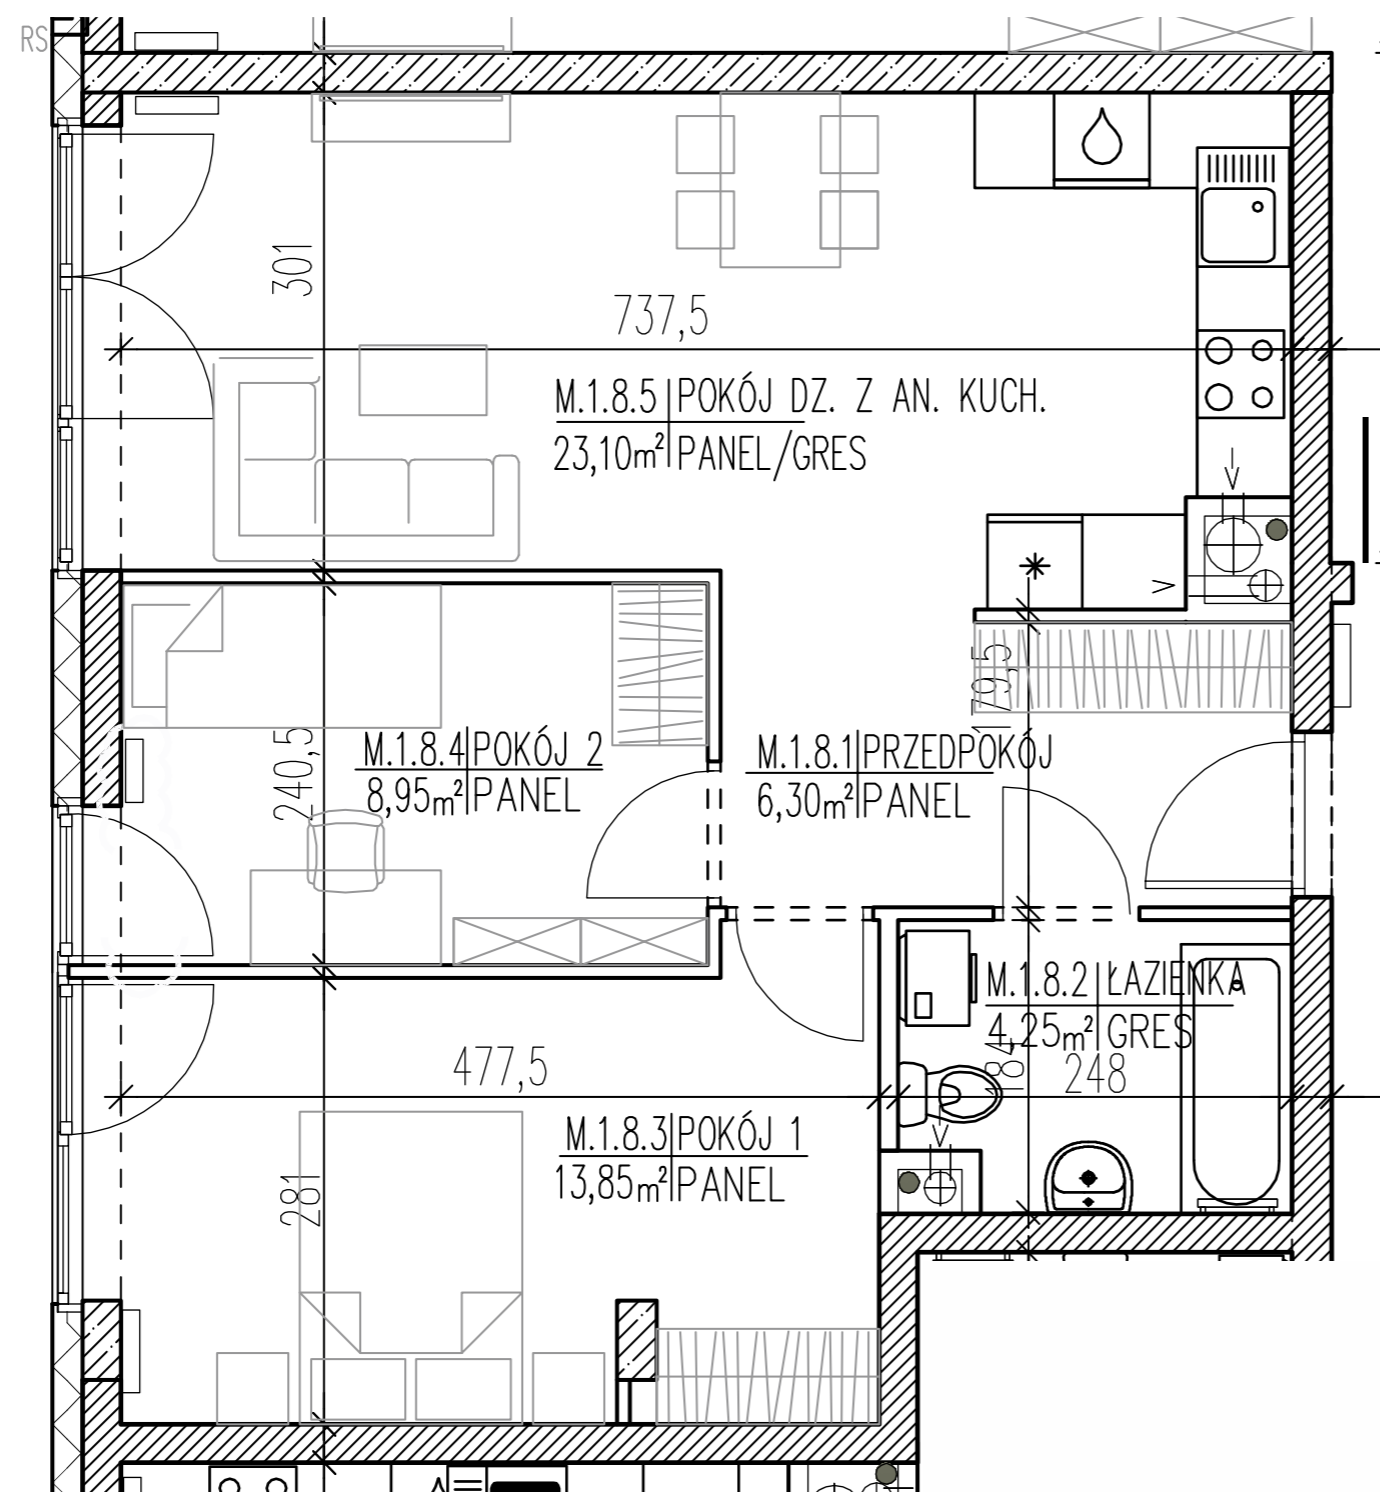 RS
301
737,5
M.1.8.5 POKÓJ DZ. Z AN. KUCH.
23,10m² PANEL/GRES
179,5
240,5
M.1.8.4 POKÓJ 2
8,95m² PANEL
M.1.8.1 PRZEDPOKÓJ
6,30m² PANEL
M.1.8.2 ŁAZIENKA
4,25m² GRES
184
248
477,5
M.1.8.3 POKÓJ 1
13,85m² PANEL
281